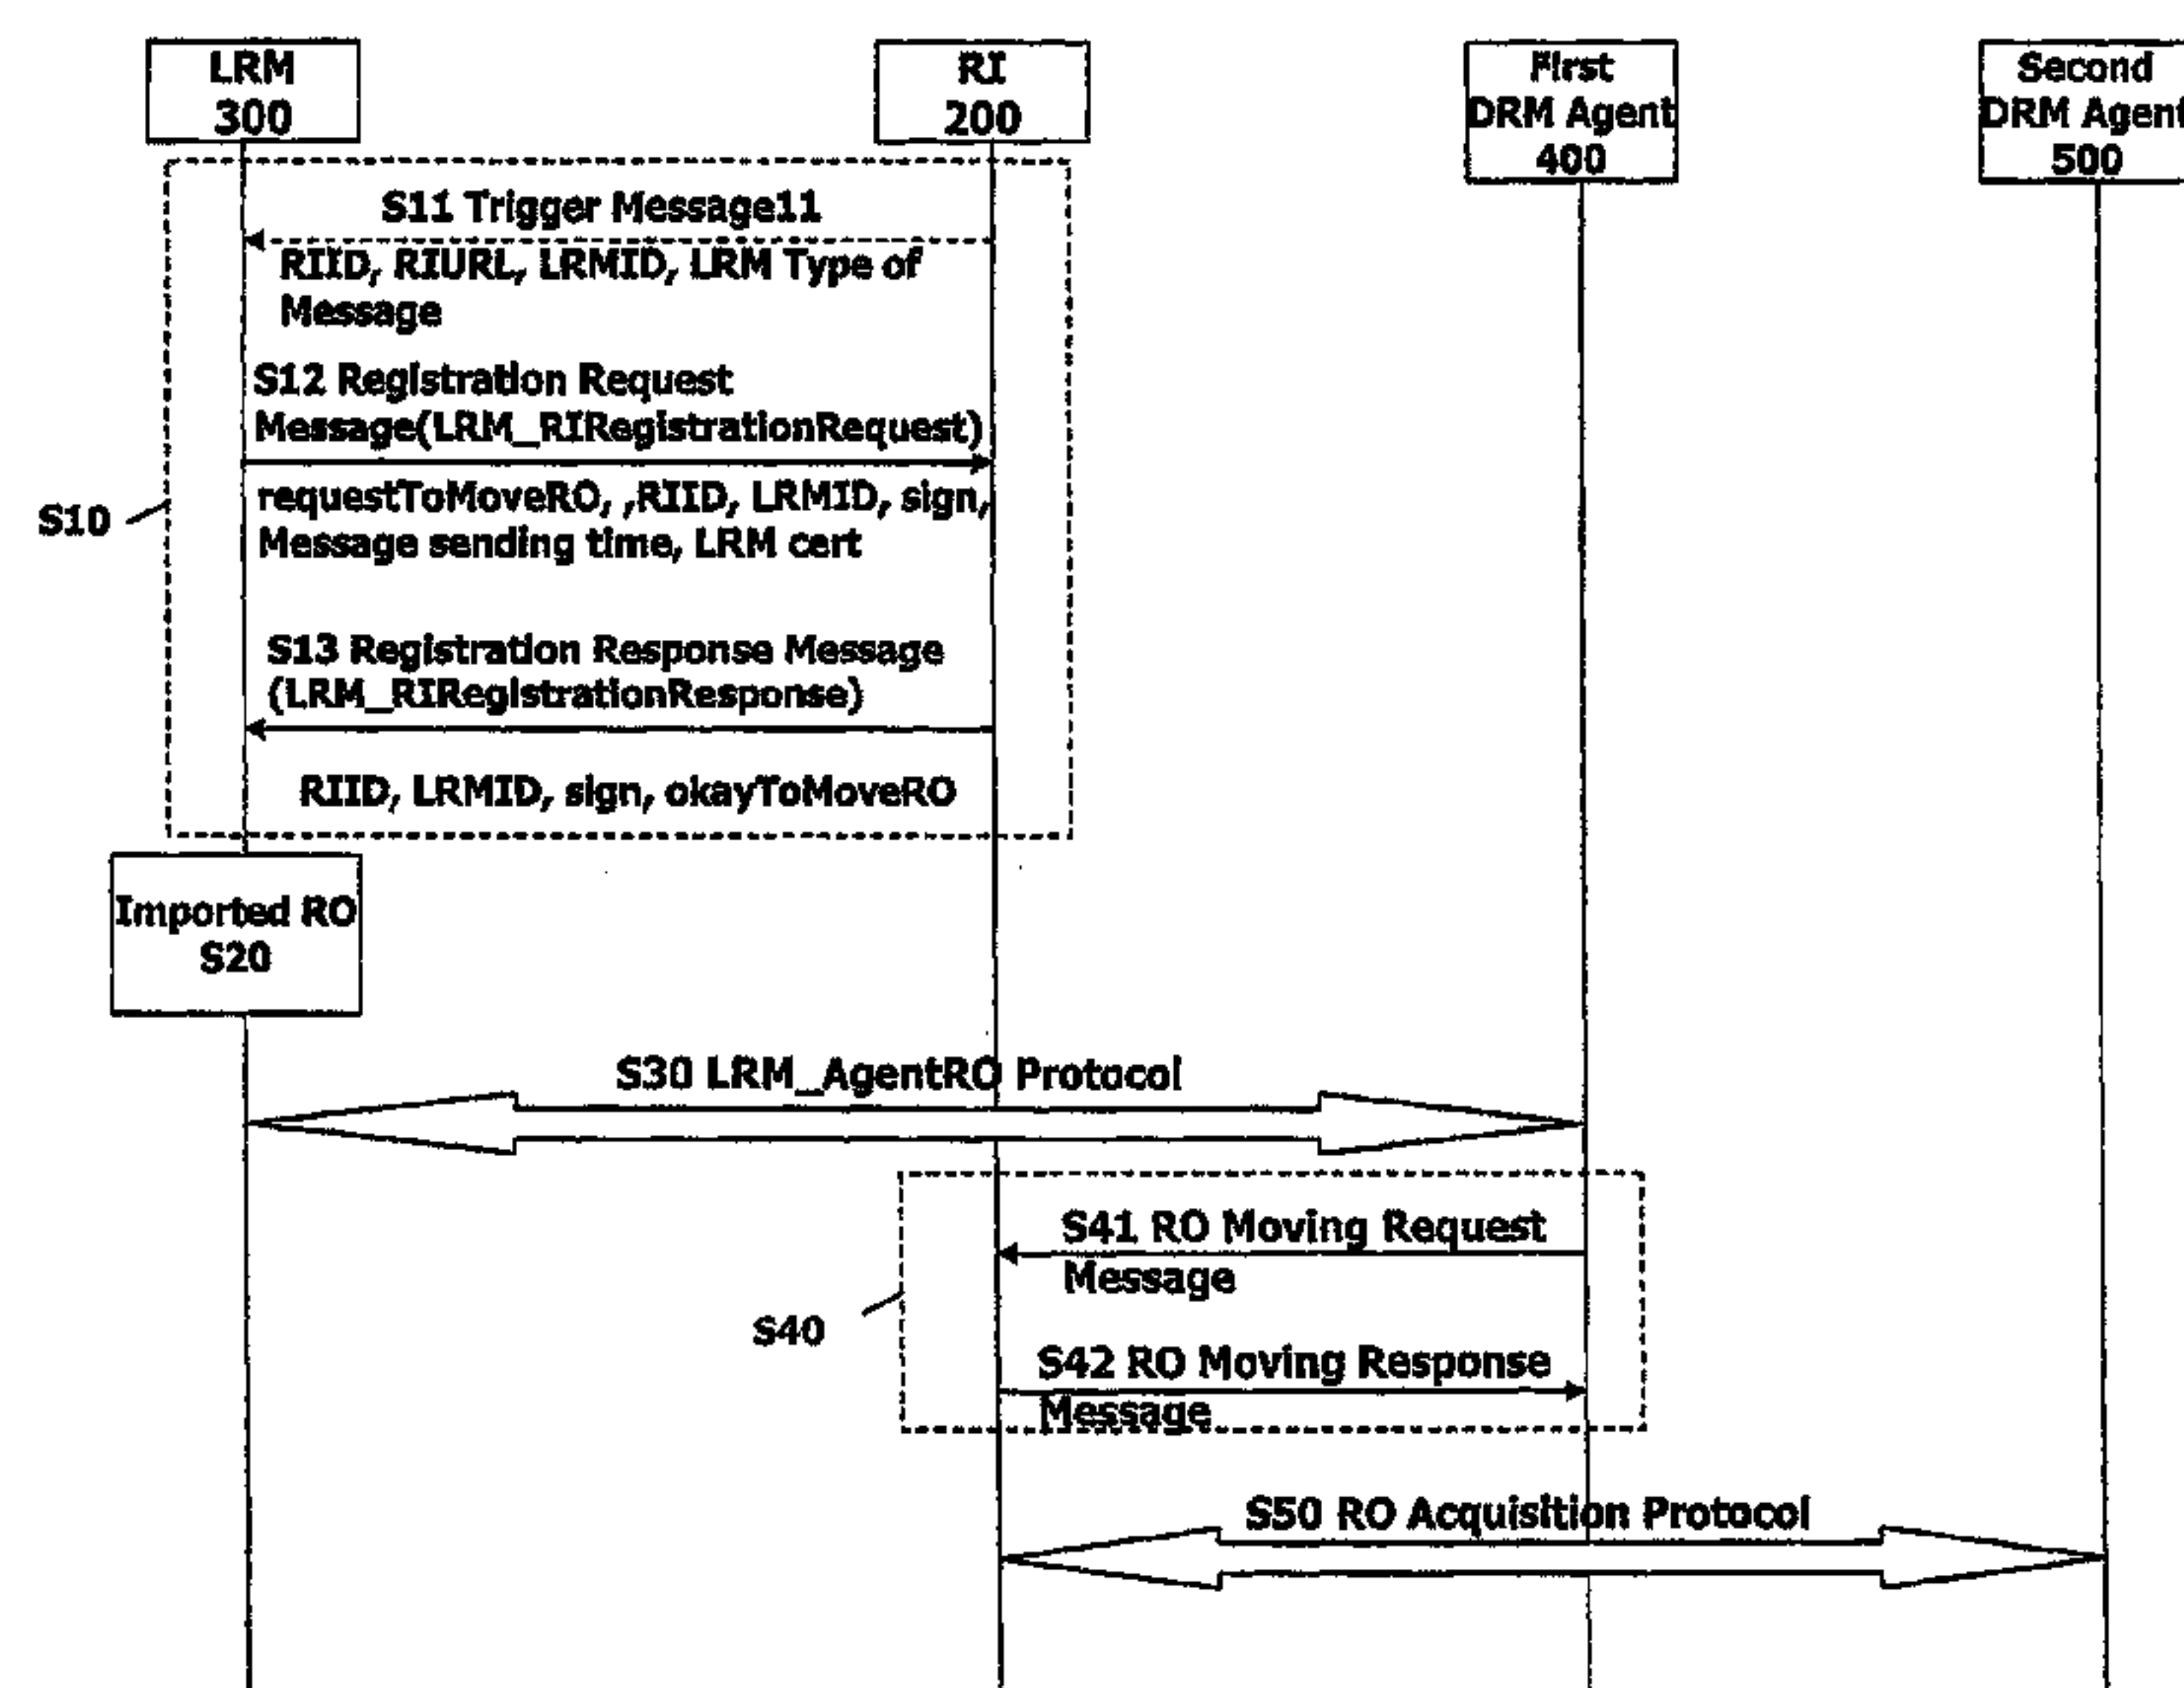 LRM
300
RI
200
First
DRM Agent
400
Second
DRM Agent
500
S11 Trigger Message11
RIID, RIURL, LRMID, LRM Type of
Message
S12 Registration Request
Message(LRM_RIRegistrationRequest)
requestToMoveRO, ,RIID, LRMID, sign,
Message sending time, LRM cert
S10
S13 Registration Response Message
(LRM_RIRegistrationResponse)
RIID, LRMID, sign, okayToMoveRO
Imported RO
S20
S30 LRM_AgentRO Protocol
S41 RO Moving Request
Message
S40
S42 RO Moving Response
Message
S50 RO Acquisition Protocol